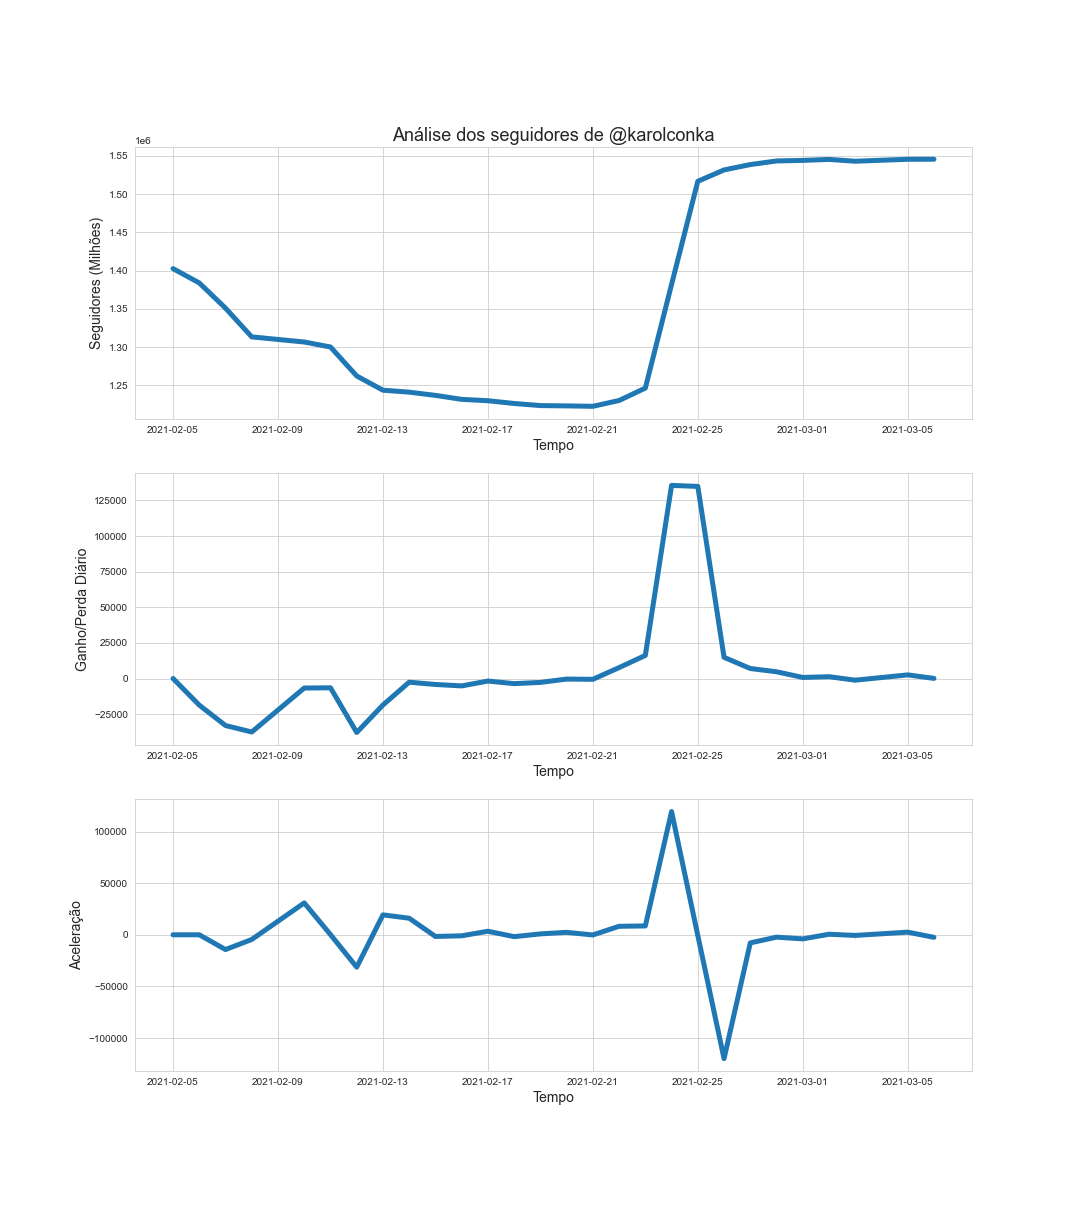 Análise dos seguidores de @karolconka
1e6
1.55
1.50
1.45
1.40
1.35
1.30
1.25
Seguidores (Milhões)
2021-02-05 2021-02-09 2021-02-13 2021-02-17 2021-02-21 2021-02-25 2021-03-01 2021-03-05
Tempo
125000
100000
75000
50000
25000
0
−25000
Ganho/Perda Diário
2021-02-05 2021-02-09 2021-02-13 2021-02-17 2021-02-21 2021-02-25 2021-03-01 2021-03-05
Tempo
100000
50000
0
−50000
−100000
Aceleração
2021-02-05 2021-02-09 2021-02-13 2021-02-17 2021-02-21 2021-02-25 2021-03-01 2021-03-05
Tempo